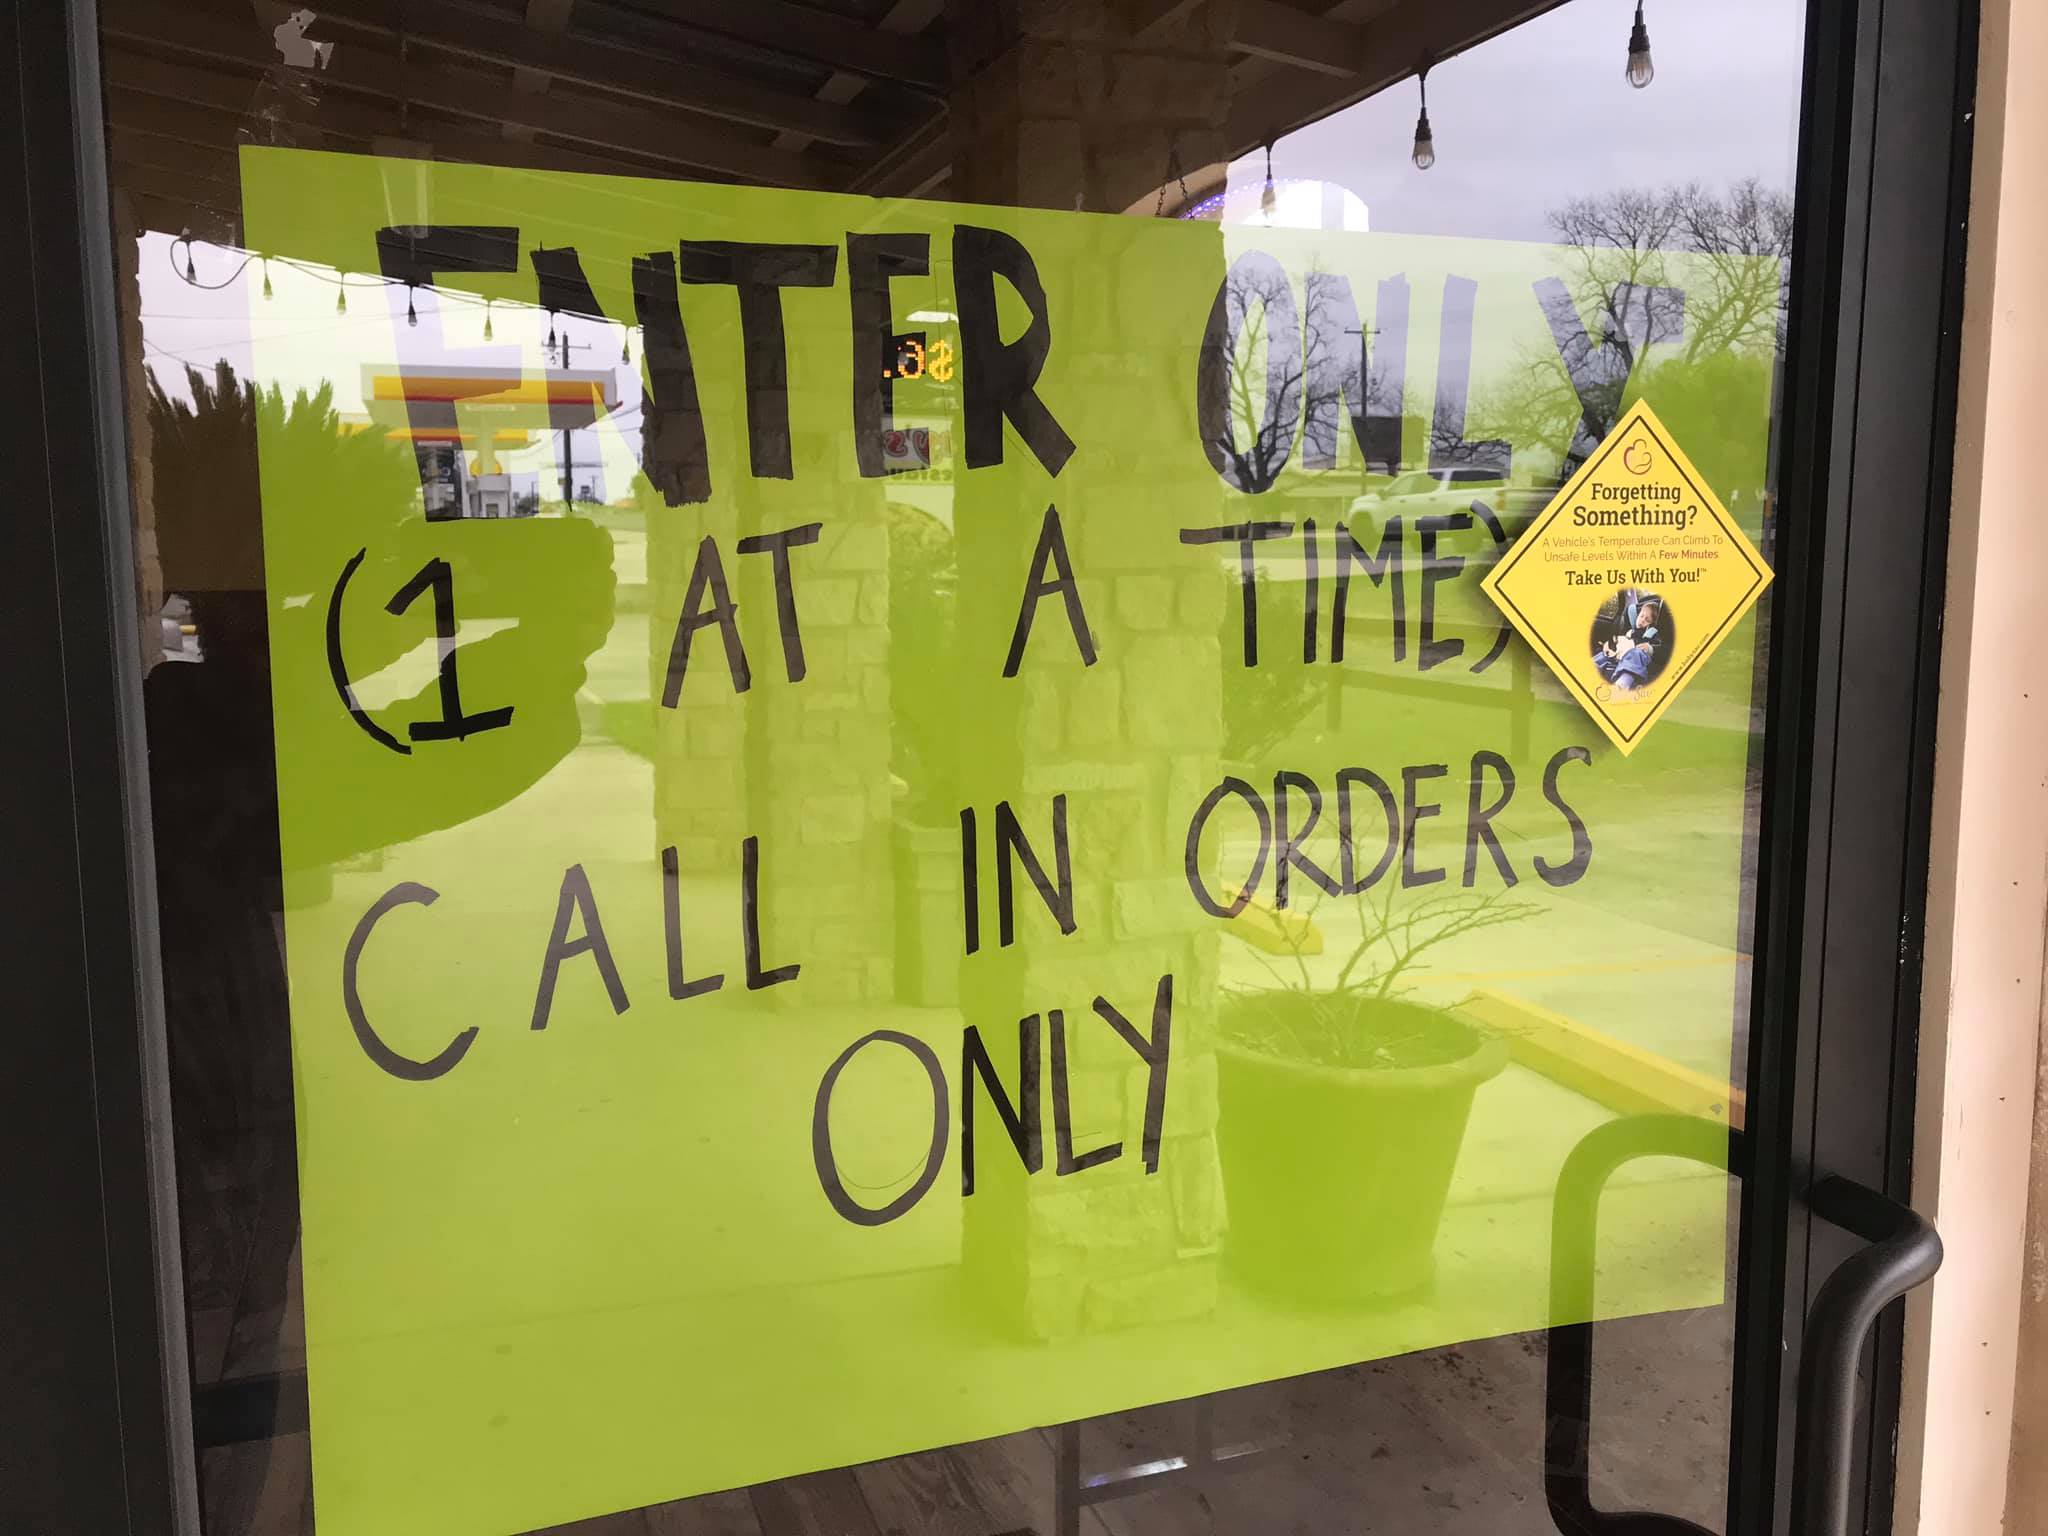 ENTER ONLY
(1 AT A TIME)
CALL IN ORDERS
ONLY
Forgetting
Something?
A Vehicle's Temperature Can Climb To
Unsafe Levels Within A Few Minutes
Take Us With You!™